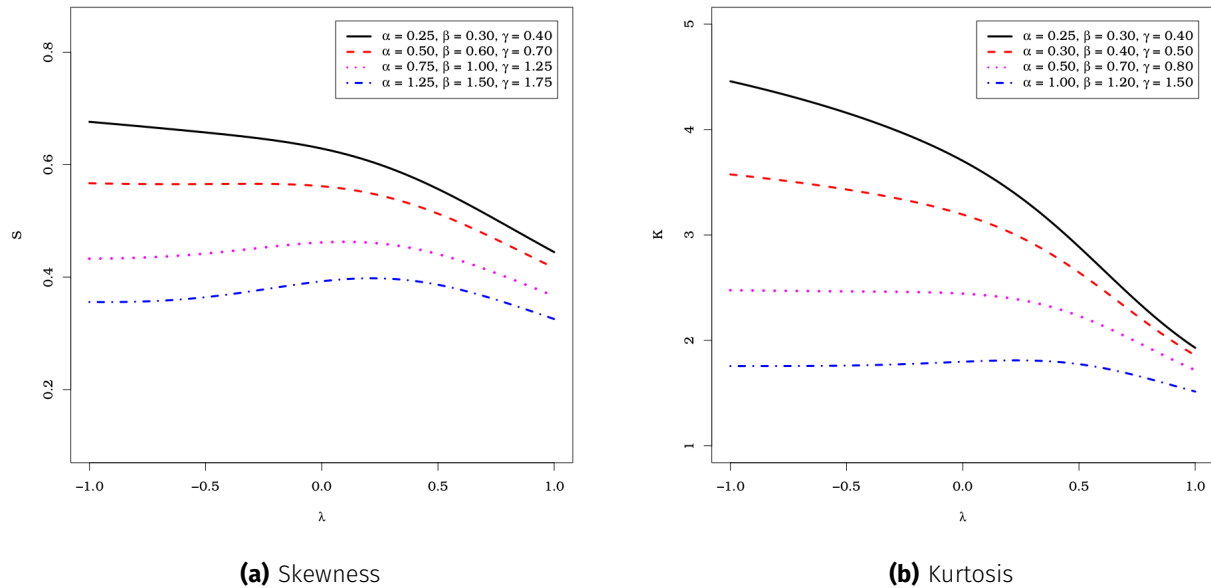 α = 0.25, β = 0.30, γ = 0.40
α = 0.50, β = 0.60, γ = 0.70
α = 0.75, β = 1.00, γ = 1.25
α = 1.25, β = 1.50, γ = 1.75
0.8
0.6
0.4
0.2
S
−1.0 −0.5 0.0 0.5 1.0
λ
(a) Skewness
α = 0.25, β = 0.30, γ = 0.40
α = 0.30, β = 0.40, γ = 0.50
α = 0.50, β = 0.70, γ = 0.80
α = 1.00, β = 1.20, γ = 1.50
5
4
3
2
1
K
−1.0 −0.5 0.0 0.5 1.0
λ
(b) Kurtosis